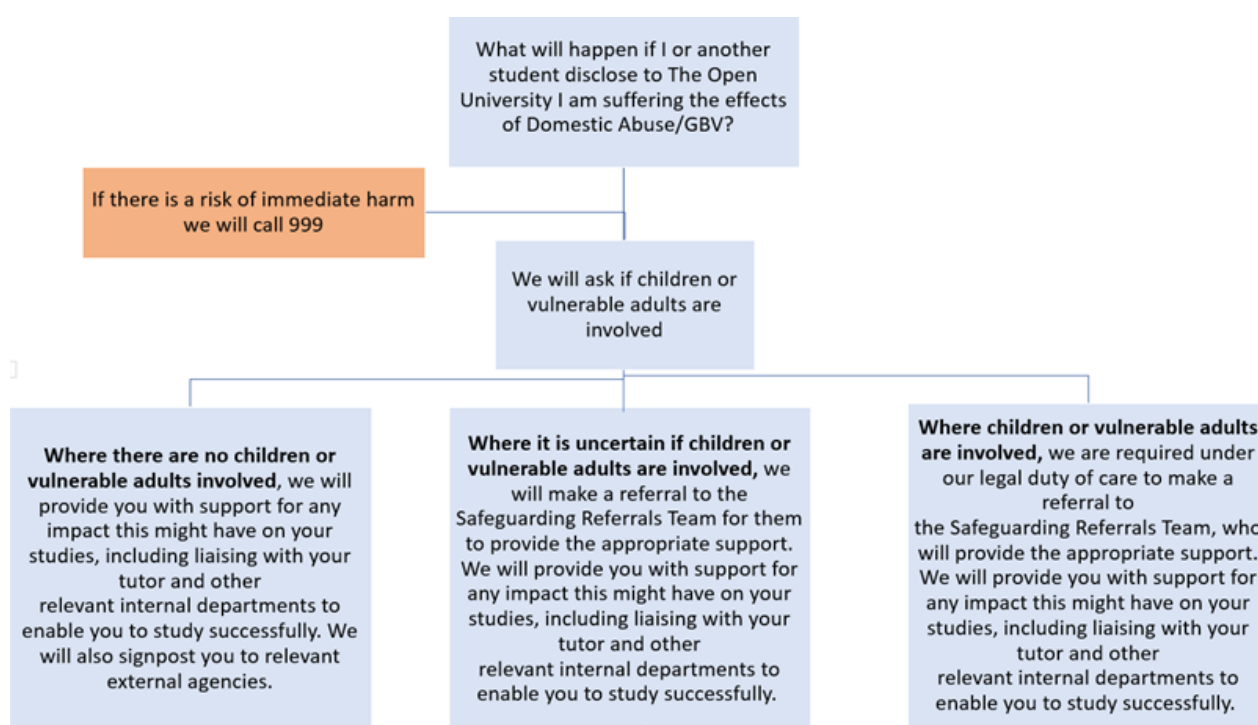 What will happen if I or another
student disclose to The Open
University I am suffering the effects
of Domestic Abuse/GBV?
If there is a risk of immediate harm
we will call 999
We will ask if children or
vulnerable adults are
involved
Where there are no children or
vulnerable adults involved, we will
provide you with support for any
impact this might have on your
studies, including liaising with your
tutor and other
relevant internal departments to
enable you to study successfully. We
will also signpost you to relevant
external agencies.
Where it is uncertain if children or
vulnerable adults are involved, we
will make a referral to the
Safeguarding Referrals Team for them
to provide the appropriate support.
We will provide you with support for
any impact this might have on your
studies, including liaising with your
tutor and other
relevant internal departments to
enable you to study successfully.
Where children or vulnerable adults
are involved, we are required under
our legal duty of care to make a
referral to
the Safeguarding Referrals Team, who
will provide the appropriate support.
We will provide you with support for
any impact this might have on your
studies, including liaising with your
tutor and other
relevant internal departments to
enable you to study successfully.